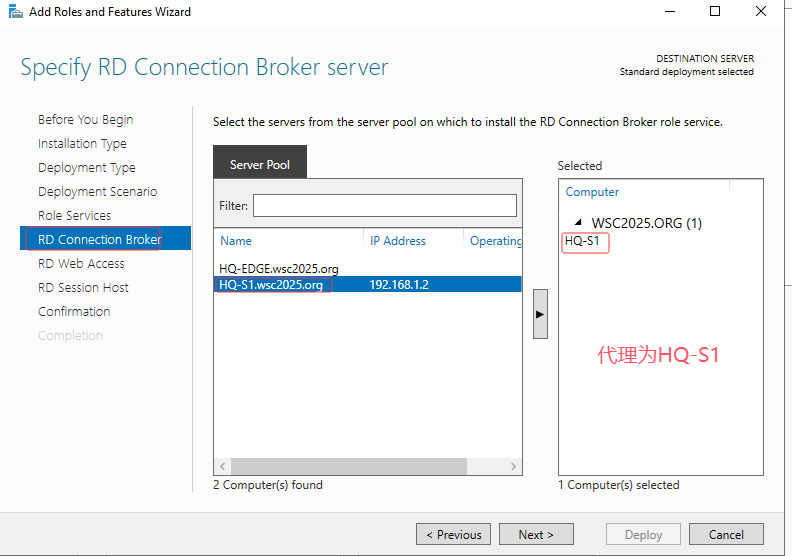 Add Roles and Features Wizard
Specify RD Connection Broker server
DESTINATION SERVER
Standard deployment selected
Before You Begin
Installation Type
Deployment Type
Deployment Scenario
Role Services
RD Connection Broker
RD Web Access
RD Session Host
Confirmation
Completion
Select the servers from the server pool on which to install the RD Connection Broker role service.
Server Pool
Filter:
Name IP Address Operating
HQ-EDGE.wsc2025.org
HQ-S1.wsc2025.org 192.168.1.2
2 Computer(s) found
Selected
Computer
WSC2025.ORG (1)
HQ-S1
代理为HQ-S1
1 Computer(s) selected
< Previous
Next >
Deploy
Cancel